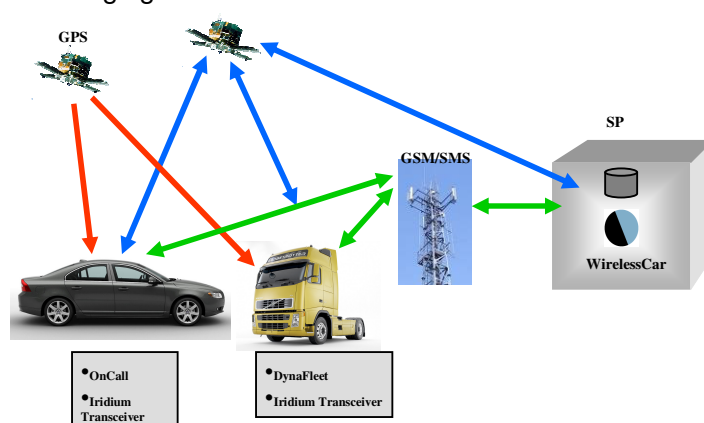 GPS
SP
GSM/SMS
WirelessCar
•OnCall
•Iridium
Transceiver
•DynaFleet
•Iridium Transceiver